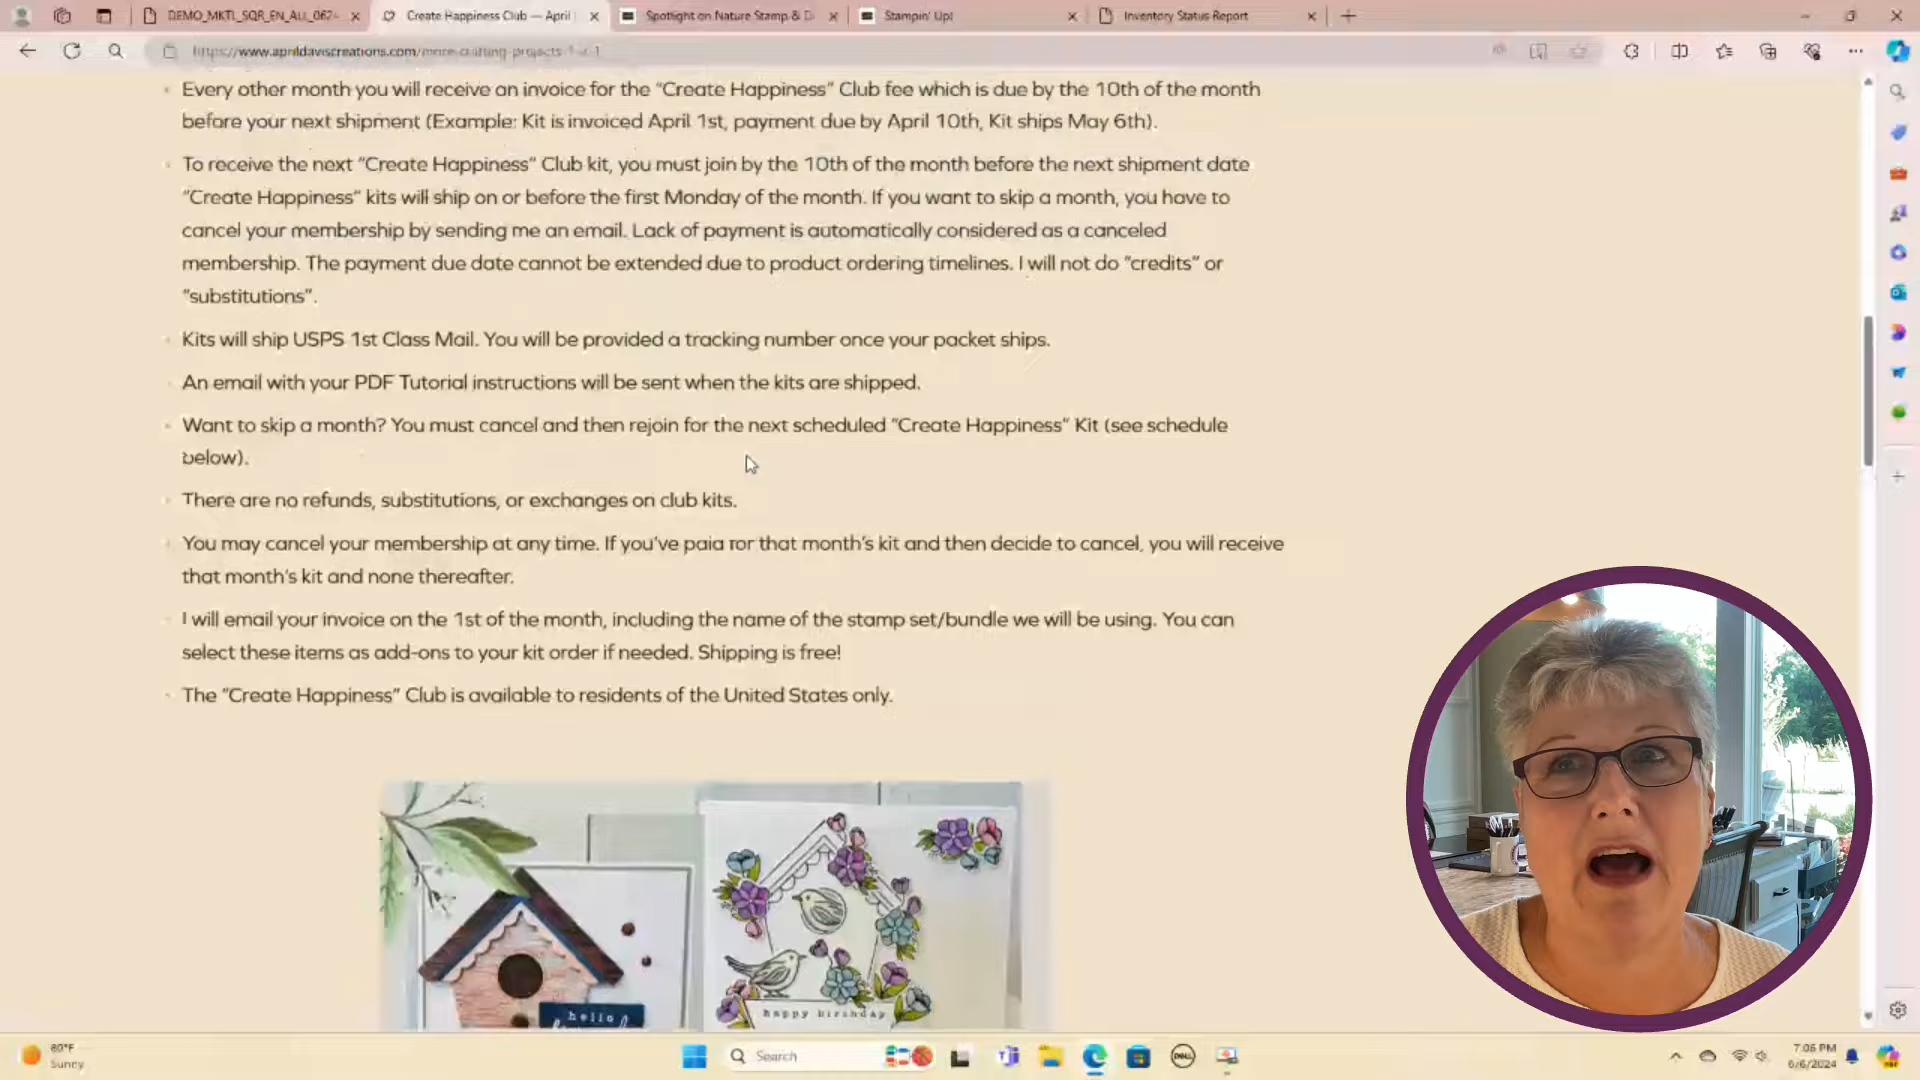 DEMO_MKTL_SQR_EN_ALL_062
Create Happiness Club — April
Spotlight on Nature Stamp & D
Stampin' Up!
Inventory Status Report
https://www.aprildaviscreations.com/more-crafting-projects-1-r-1
Every other month you will receive an invoice for the "Create Happiness" Club fee which is due by the 10th of the month
before your next shipment (Example: Kit is invoiced April 1st, payment due by April 10th, Kit ships May 6th).
To receive the next "Create Happiness" Club kit, you must join by the 10th of the month before the next shipment date
"Create Happiness" kits will ship on or before the first Monday of the month. If you want to skip a month, you have to
cancel your membership by sending me an email. Lack of payment is automatically considered as a canceled
membership. The payment due date cannot be extended due to product ordering timelines. I will not do "credits" or
"substitutions".
Kits will ship USPS 1st Class Mail. You will be provided a tracking number once your packet ships.
An email with your PDF Tutorial instructions will be sent when the kits are shipped.
Want to skip a month? You must cancel and then rejoin for the next scheduled "Create Happiness" Kit (see schedule
below).
There are no refunds, substitutions, or exchanges on club kits.
You may cancel your membership at any time. If you've paid for that month's kit and then decide to cancel, you will receive
that month's kit and none thereafter.
I will email your invoice on the 1st of the month, including the name of the stamp set/bundle we will be using. You can
select these items as add-ons to your kit order if needed. Shipping is free!
The "Create Happiness" Club is available to residents of the United States only.
hello
happy birthday
80°F
Sunny
Search
DELL
7:05 PM
6/6/2024